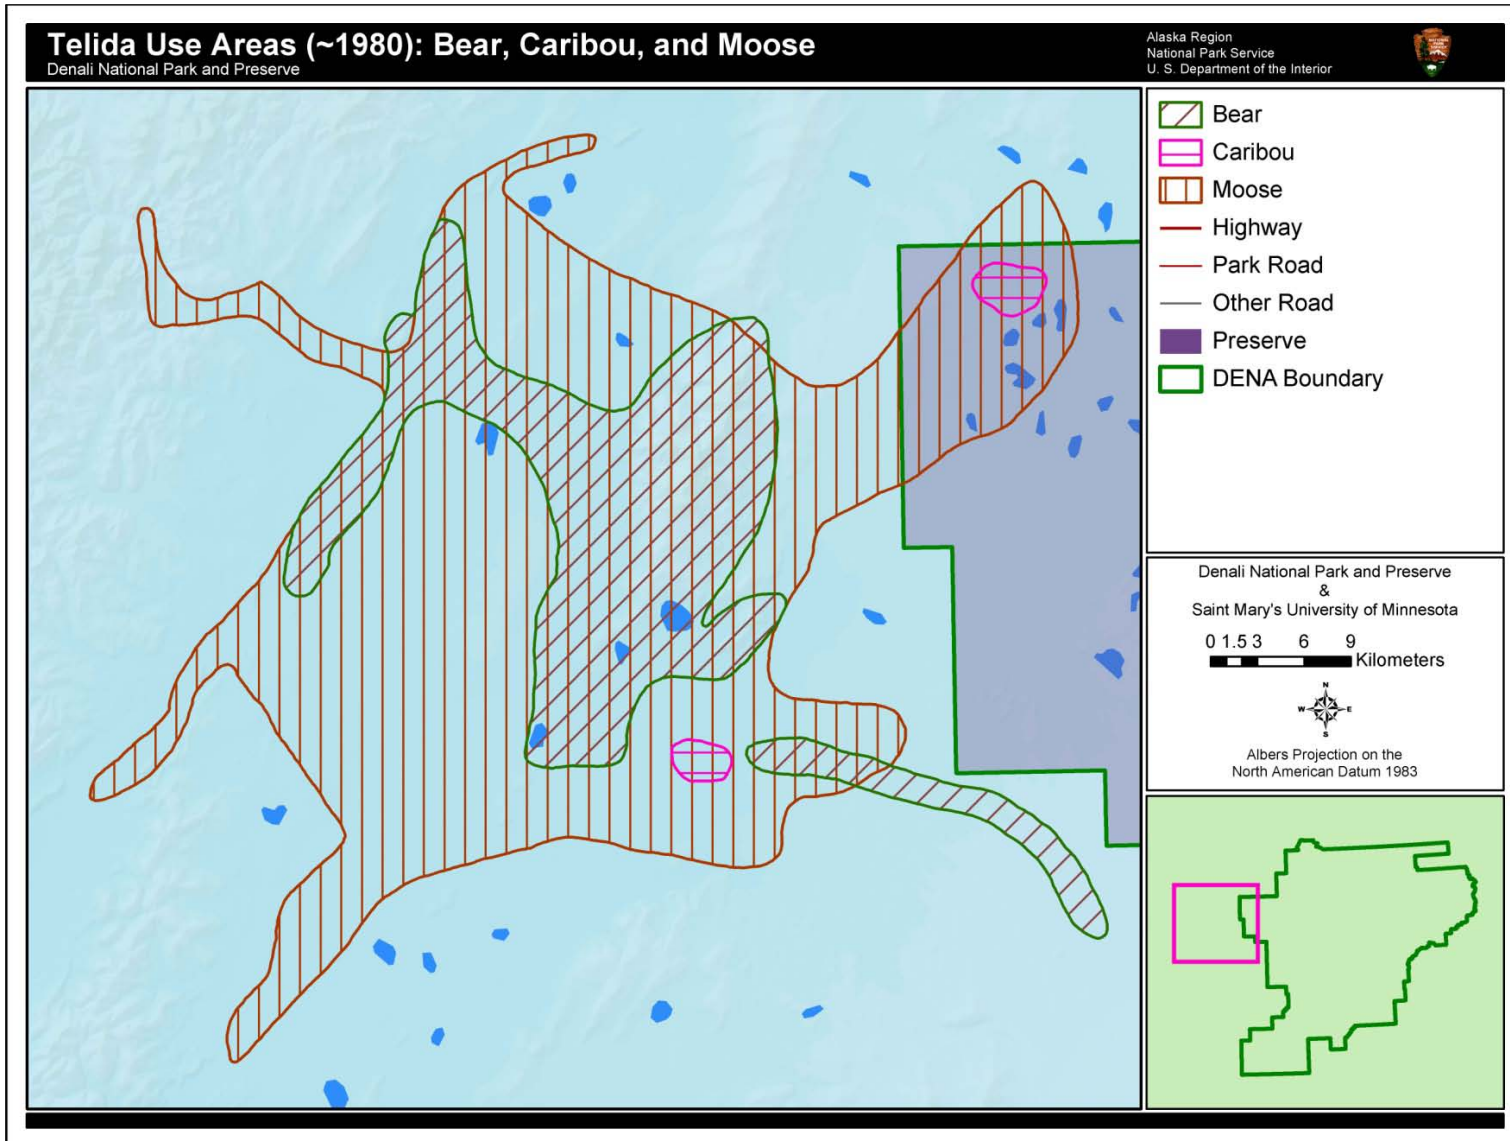 Telida Use Areas (~1980): Bear, Caribou, and Moose
Denali National Park and Preserve
Alaska Region
National Park Service
U. S. Department of the Interior
Bear
Caribou
Moose
Highway
Park Road
Other Road
Preserve
DENA Boundary
Denali National Park and Preserve
&
Saint Mary's University of Minnesota
0 1.5 3 6 9
Kilometers
N
W E
S
Albers Projection on the
North American Datum 1983